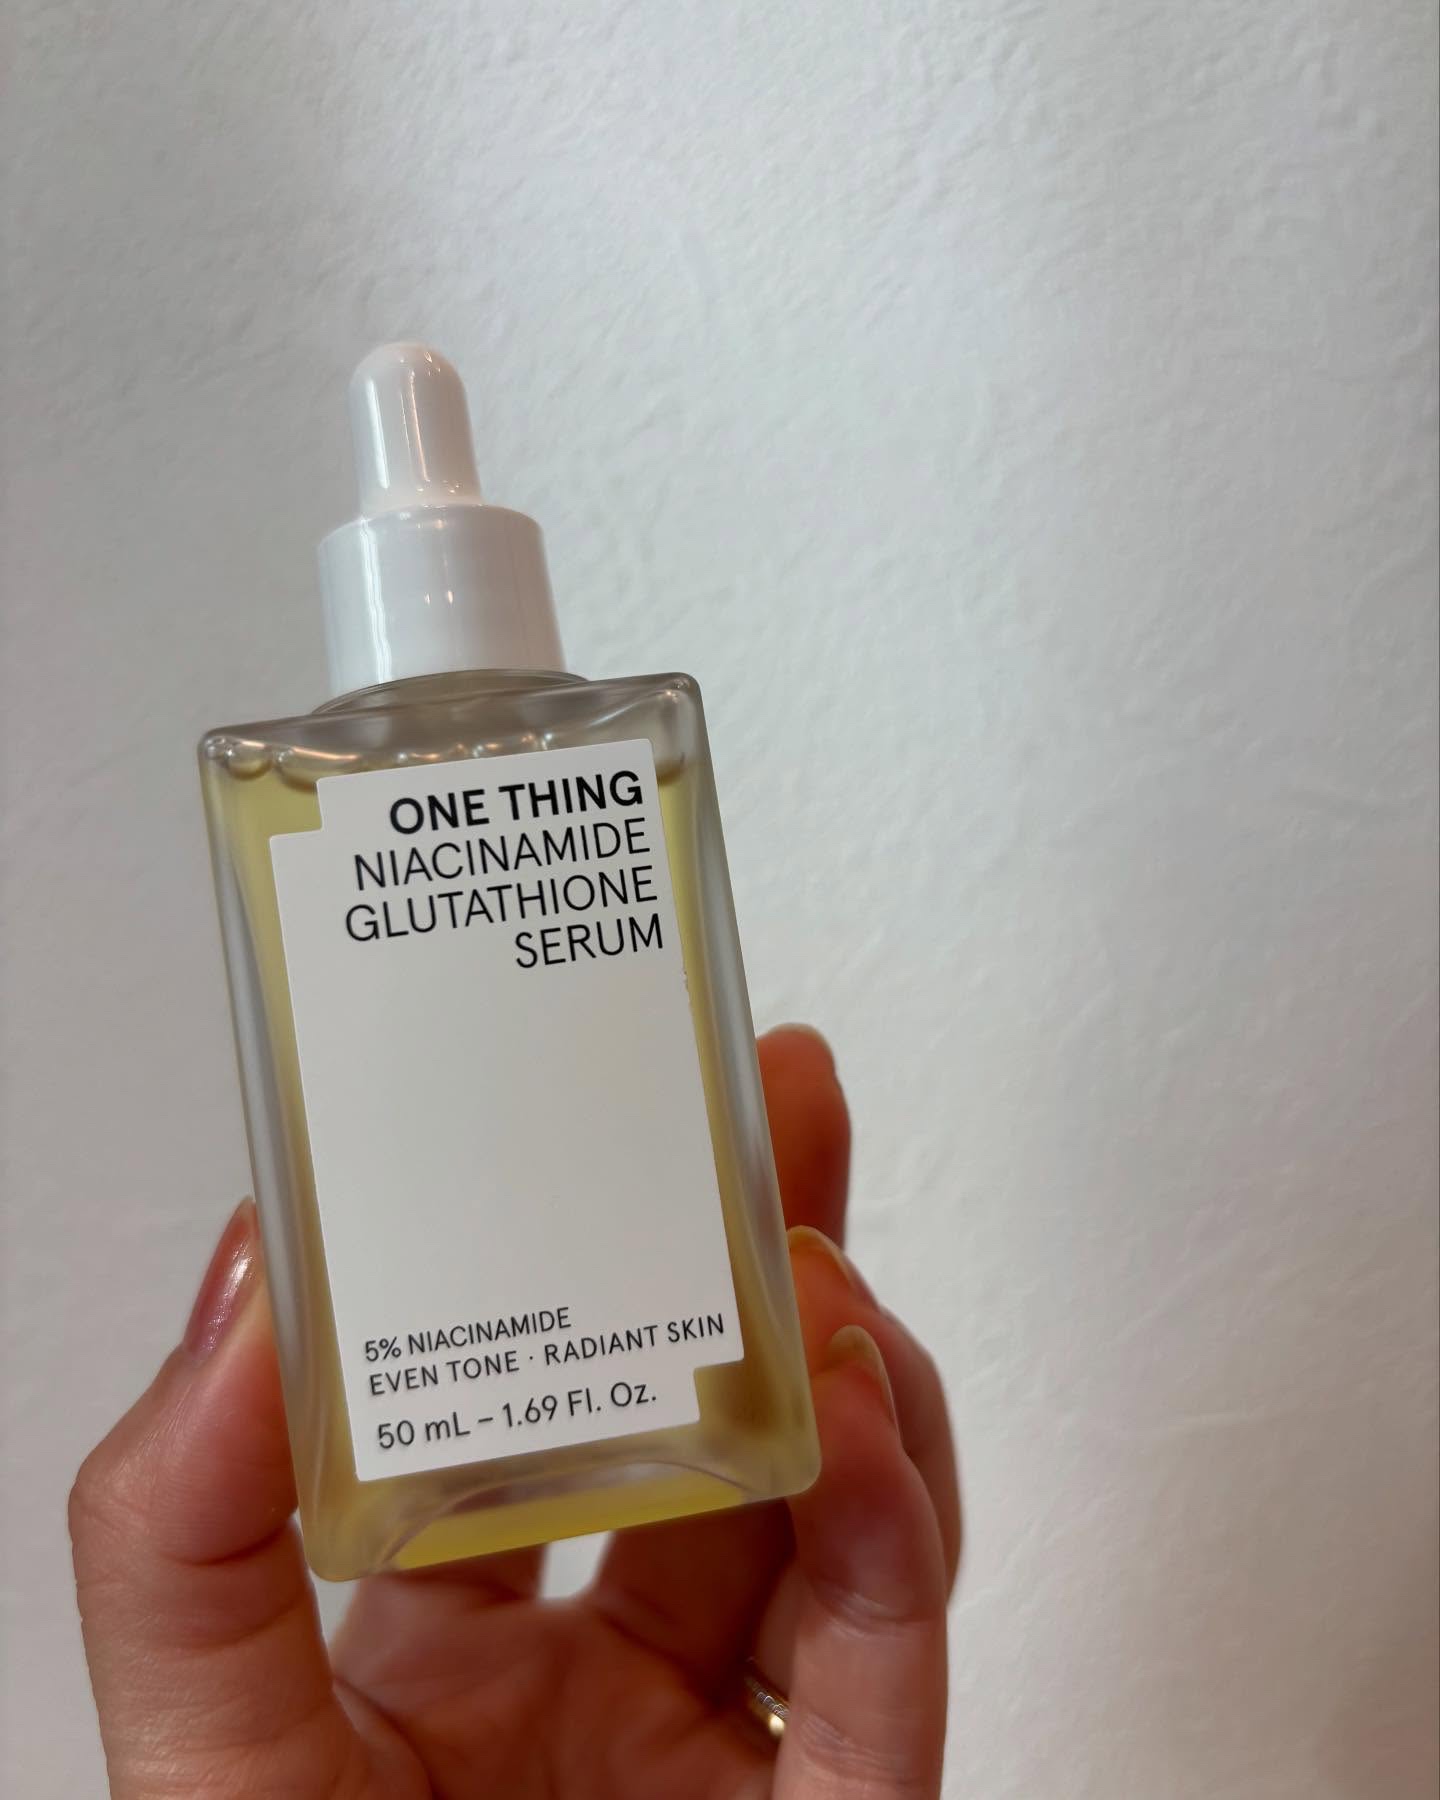 ONE THING
NIACINAMIDE
GLUTATHIONE
SERUM
5% NIACINAMIDE
EVEN TONE · RADIANT SKIN
50 mL – 1.69 Fl. Oz.